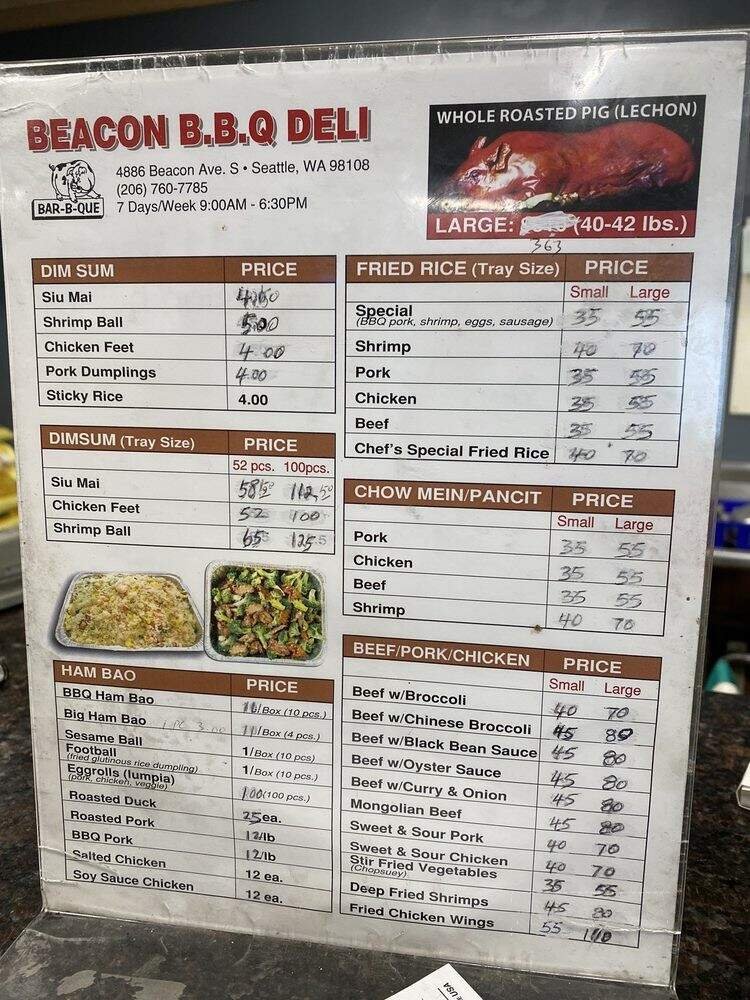 BEACON B.B.Q DELI
BAR-B-QUE
4886 Beacon Ave. S • Seattle, WA 98108
(206) 760-7785
7 Days/Week 9:00AM - 6:30PM
WHOLE ROASTED PIG (LECHON)
LARGE: (40-42 lbs.)
363
DIM SUM PRICE
Siu Mai
Shrimp Ball 5.00
Chicken Feet 4.00
Pork Dumplings 4.00
Sticky Rice 4.00
DIMSUM (Tray Size) PRICE
52 pcs. 100pcs.
Siu Mai 58.50 112.50
Chicken Feet 52 100
Shrimp Ball 65 125
HAM BAO PRICE
BBQ Ham Bao /Box (10 pcs.)
Big Ham Bao 1 PC 3.00 11/Box (4 pcs.)
Sesame Ball 1/Box (10 pcs)
Football
(fried glutinous rice dumpling) 1/Box (10 pcs.)
Eggrolls (lumpia)
(pork, chicken, veggie) 100(100 pcs.)
Roasted Duck 25ea.
Roasted Pork 12/lb
BBQ Pork 12/lb
Salted Chicken 12 ea.
Soy Sauce Chicken 12 ea.
FRIED RICE (Tray Size) PRICE
Small Large
Special
(BBQ pork, shrimp, eggs, sausage) 35 55
Shrimp 40 70
Pork 35 55
Chicken 35 55
Beef 35 55
Chef's Special Fried Rice 40 70
CHOW MEIN/PANCIT PRICE
Small Large
Pork 35 55
Chicken 35 55
Beef 35 55
Shrimp 40 70
BEEF/PORK/CHICKEN PRICE
Small Large
Beef w/Broccoli 40 70
Beef w/Chinese Broccoli 45 80
Beef w/Black Bean Sauce 45 80
Beef w/Oyster Sauce 45 80
Beef w/Curry & Onion 45 80
Mongolian Beef 45 80
Sweet & Sour Pork 40 70
Sweet & Sour Chicken 40 70
Stir Fried Vegetables
(Chopsuey) 35 55
Deep Fried Shrimps 45 80
Fried Chicken Wings 55 110
USA